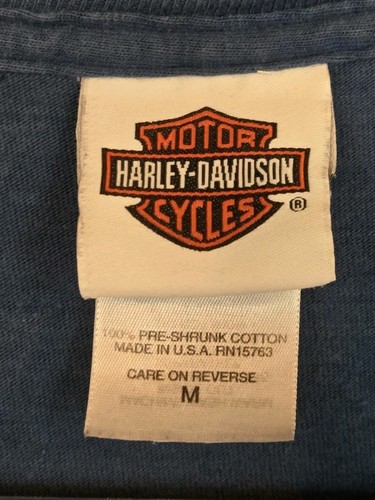 MOTOR
HARLEY-DAVIDSON
CYCLES
®
100% PRE-SHRUNK COTTON
MADE IN U.S.A. RN15763
CARE ON REVERSE
M